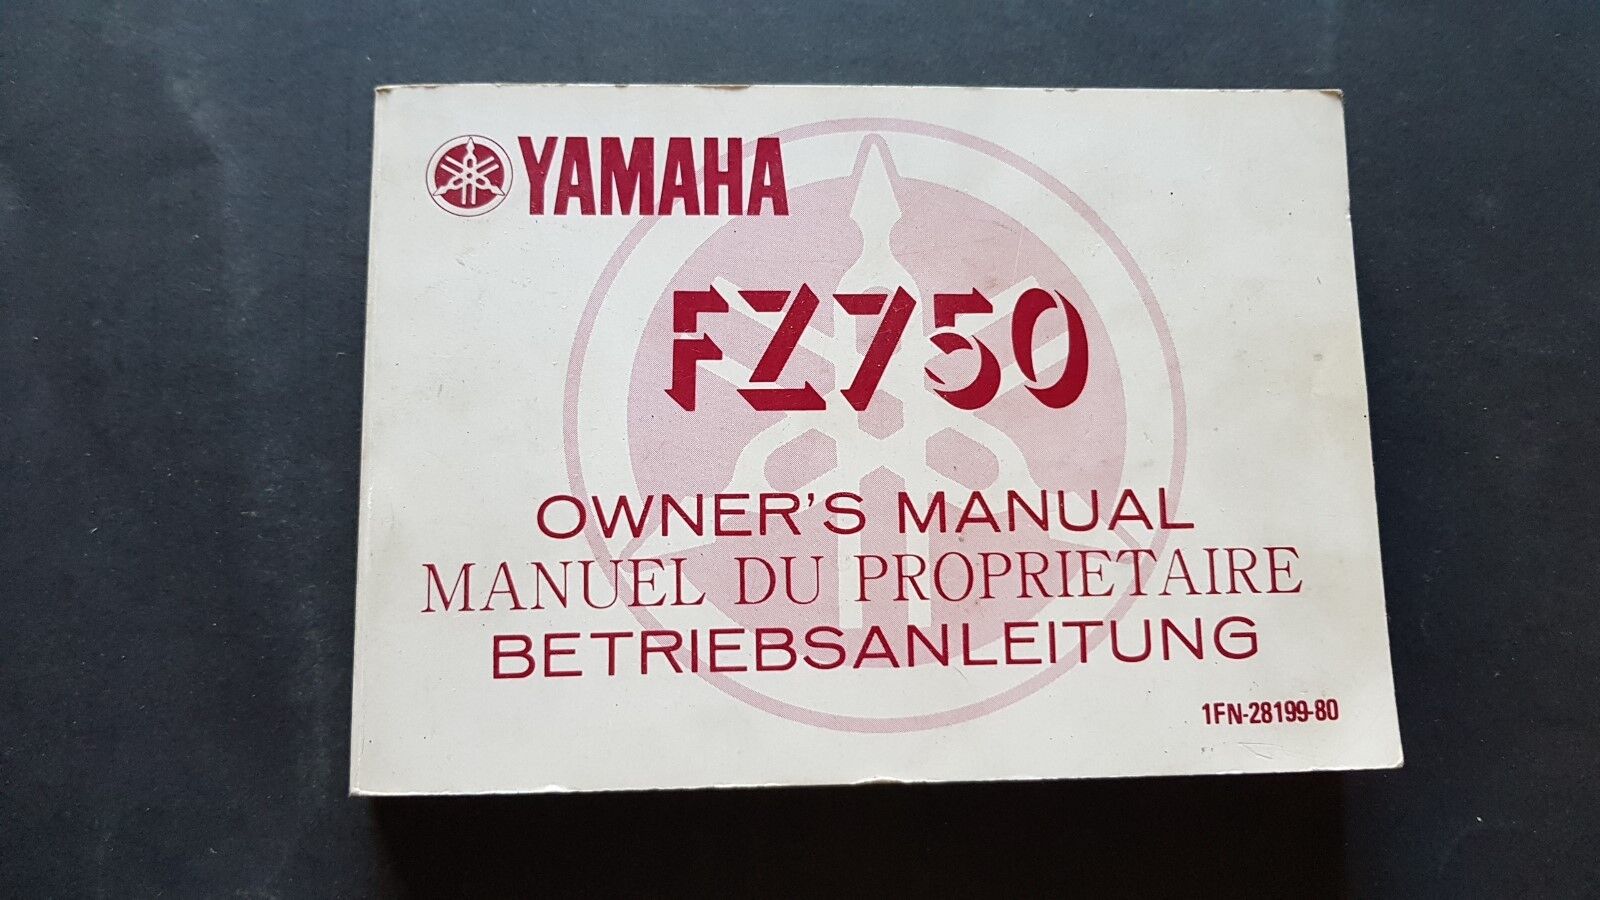 YAMAHA
FZ750
OWNER'S MANUAL
MANUEL DU PROPRIETAIRE
BETRIEBSANLEITUNG
1FN-28199-80